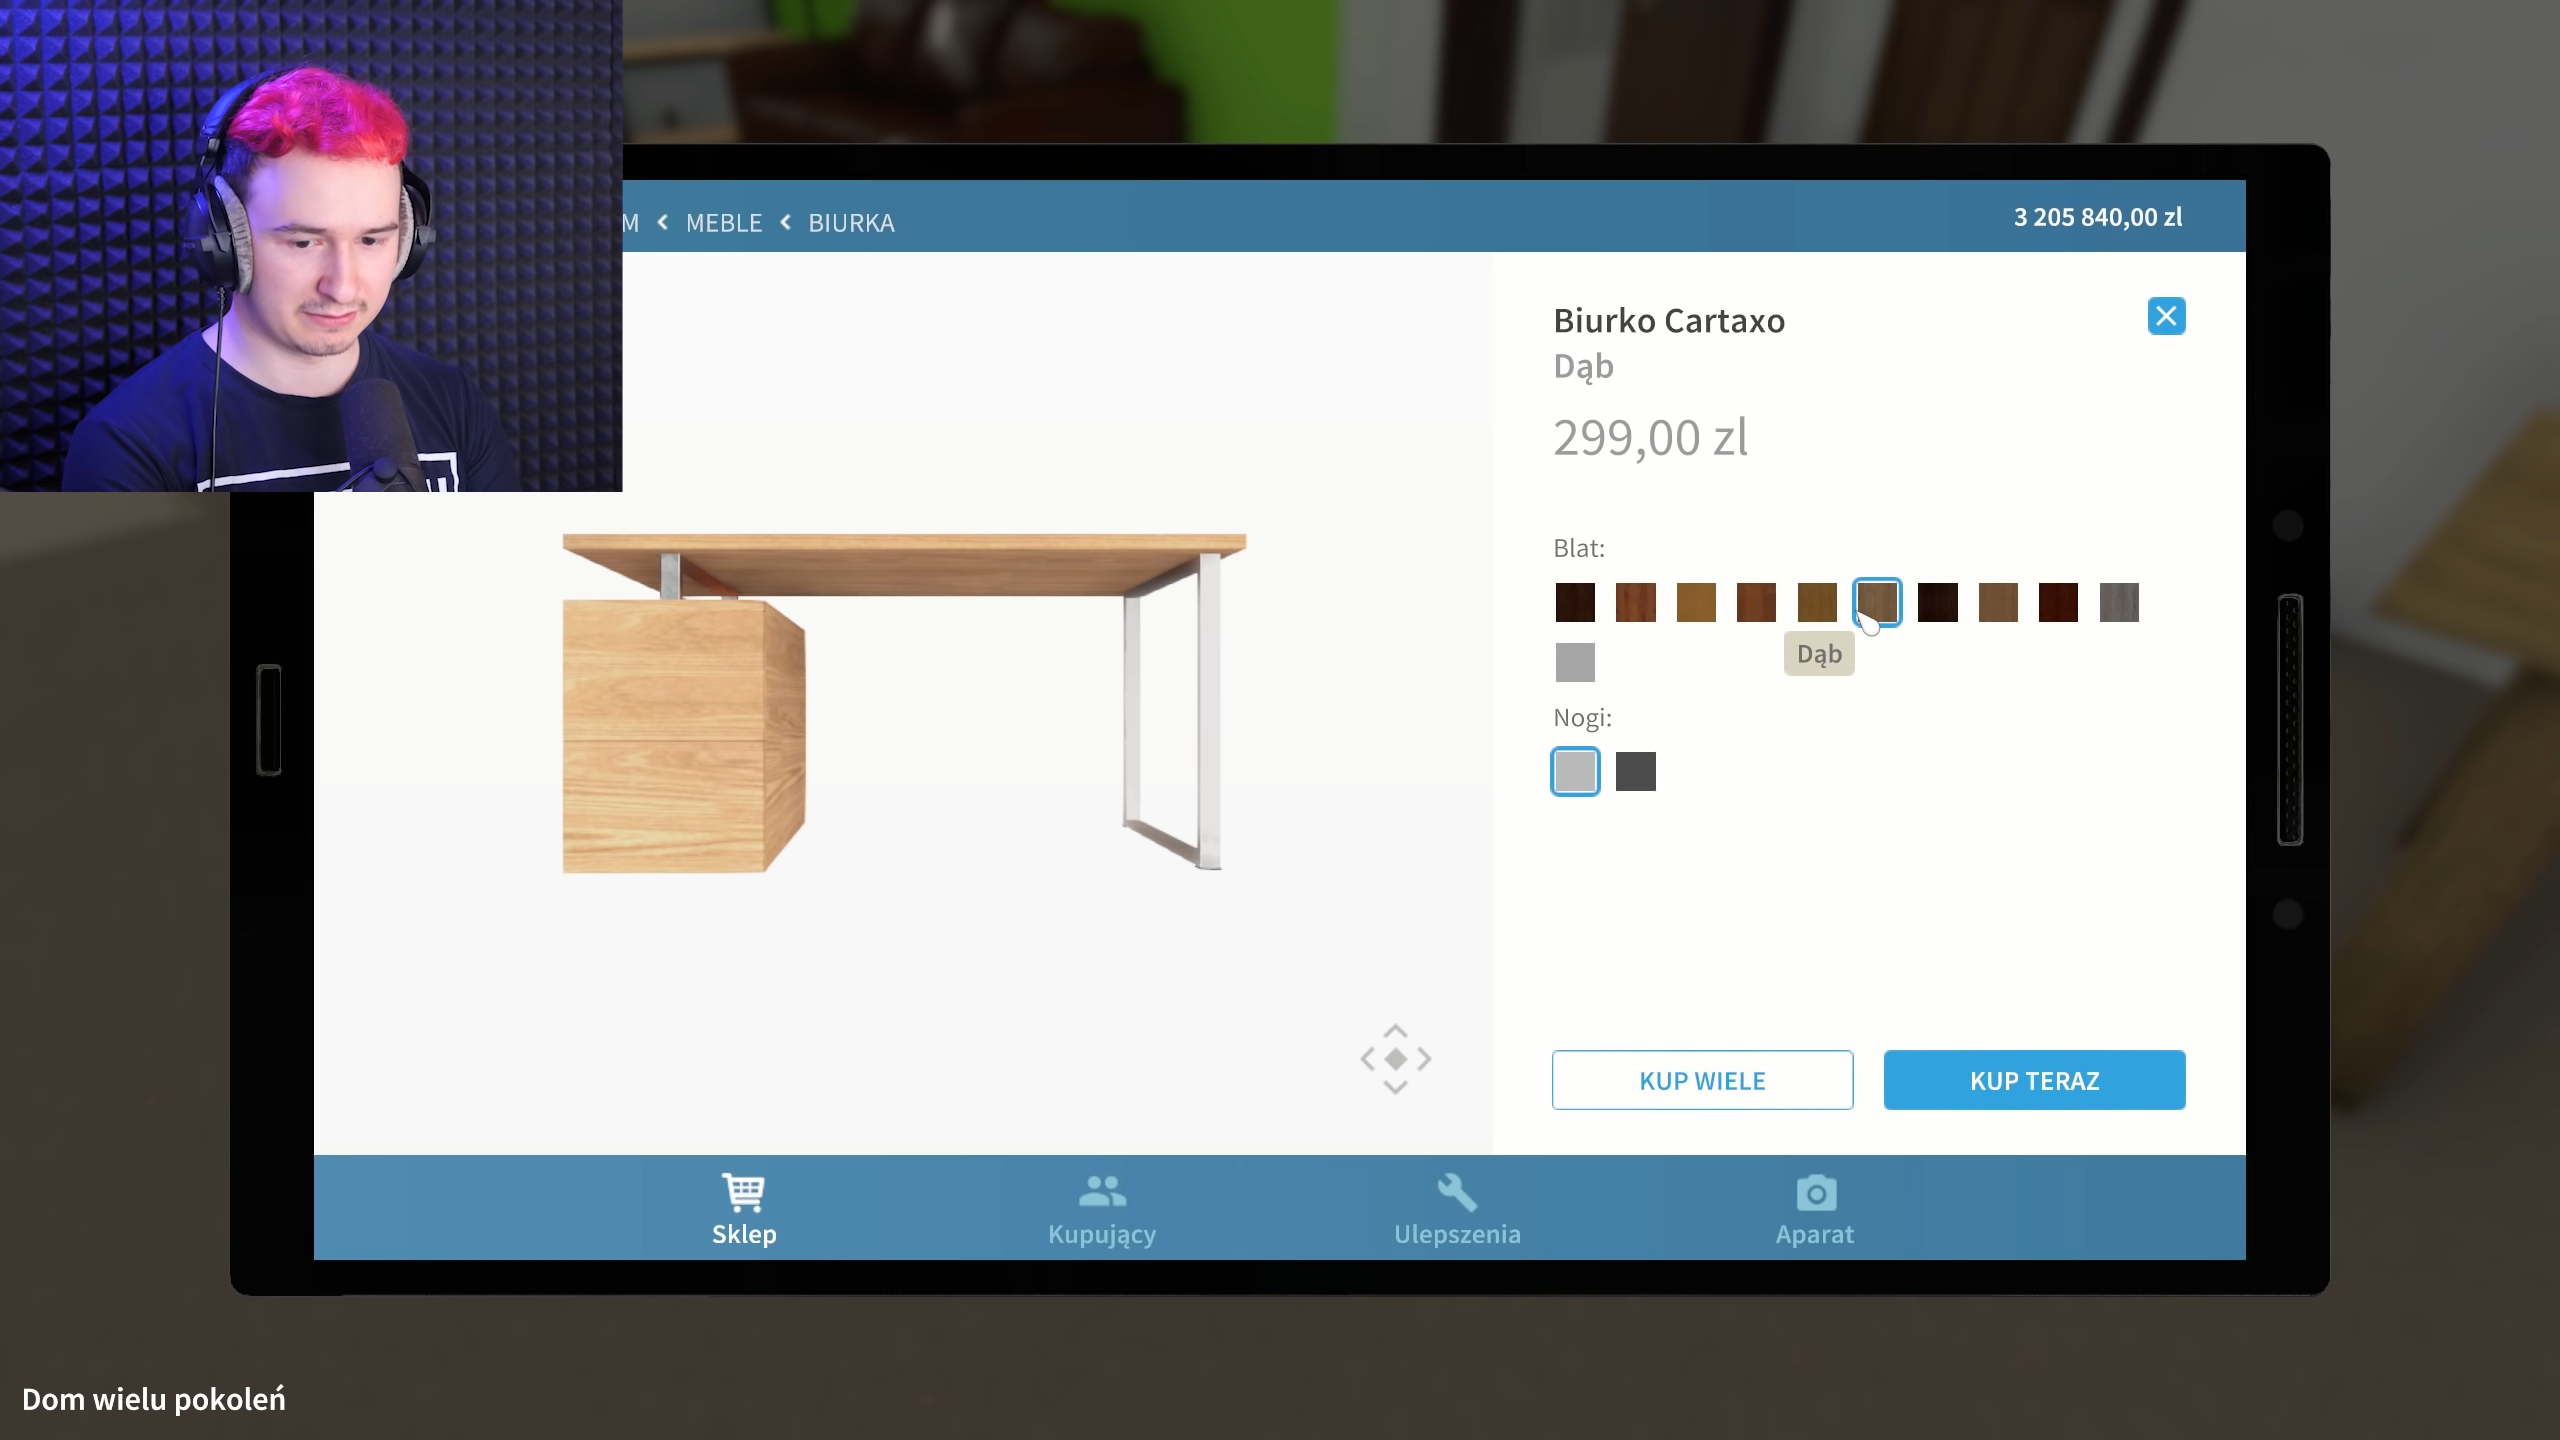 MEBLE BIURKA
3 205 840,00 zl
Biurko Cartaxo
Dąb
299,00 zl
Blat:
Dąb
Nogi:
KUP WIELE
KUP TERAZ
Sklep
Kupujący
Ulepszenia
Aparat
Dom wielu pokoleń